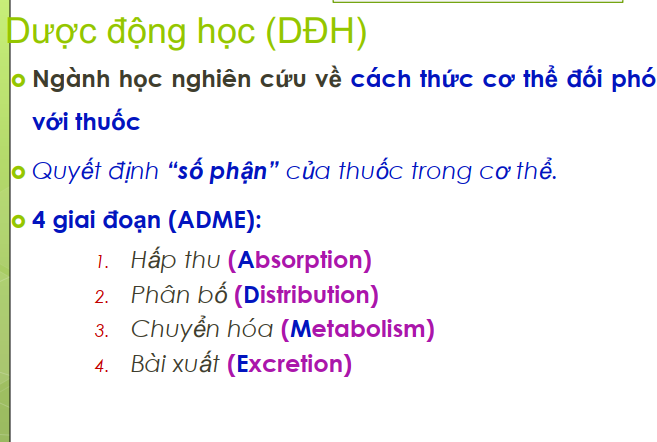 Dược động học (DĐH)
Ngành học nghiên cứu về cách thức cơ thể đối phó
với thuốc
Quyết định “số phận” của thuốc trong cơ thể.
4 giai đoạn (ADME):
1. Hấp thu (Absorption)
2. Phân bố (Distribution)
3. Chuyển hóa (Metabolism)
4. Bài xuất (Excretion)